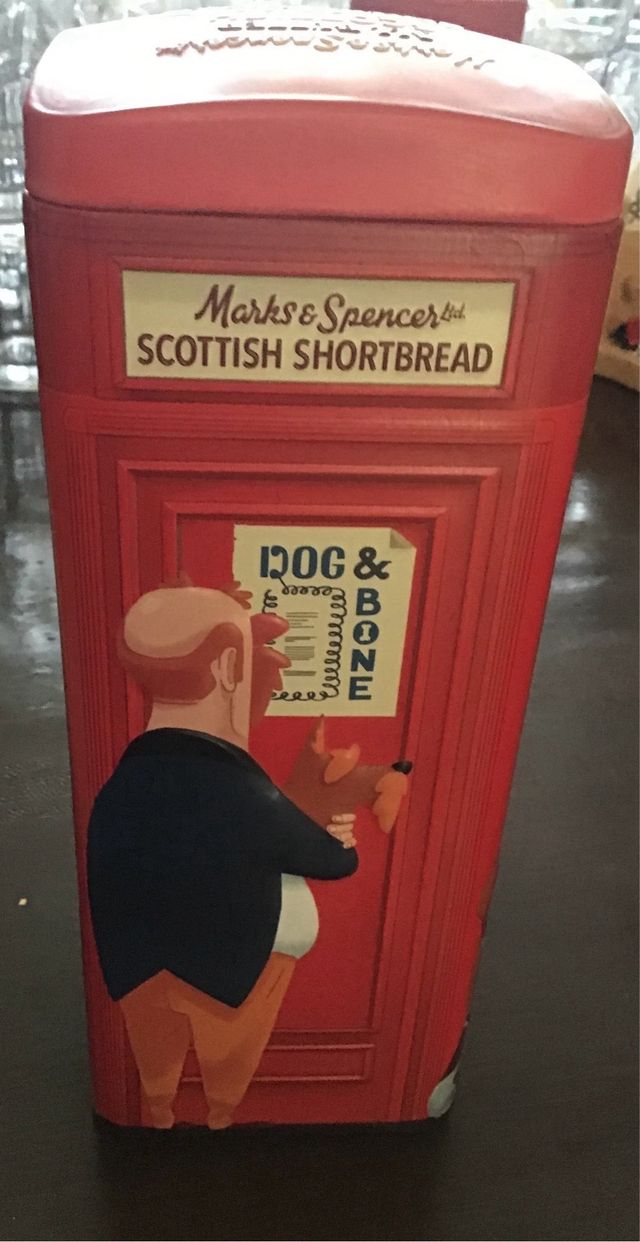 Marks & Spencer Ltd.
SCOTTISH SHORTBREAD
DOG &
BONE